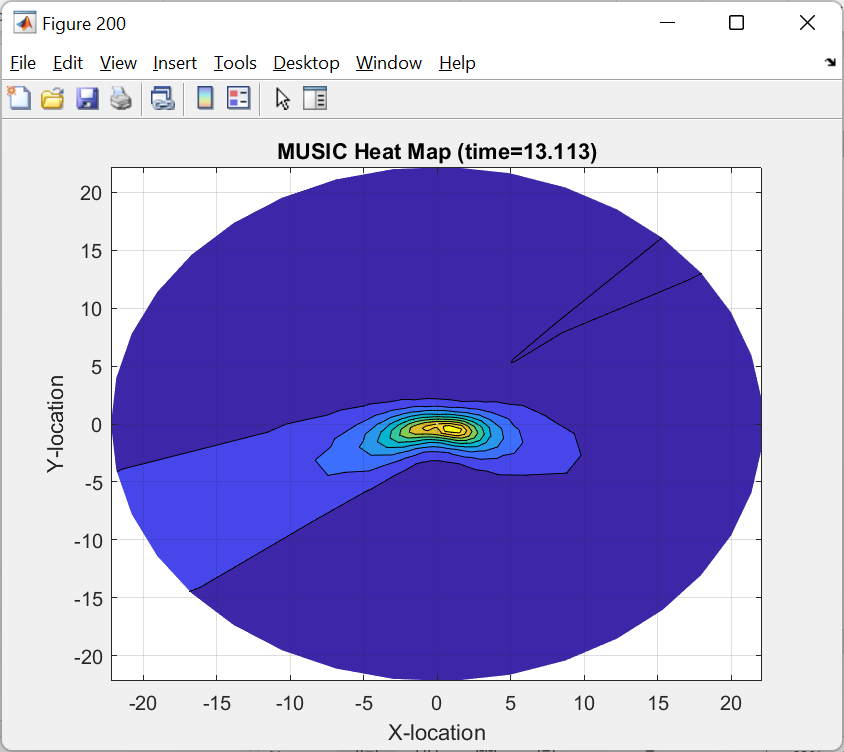 Figure 200
File Edit View Insert Tools Desktop Window Help
MUSIC Heat Map (time=13.113)
20
15
10
5
0
-5
-10
-15
-20
Y-location
-20 -15 -10 -5 0 5 10 15 20
X-location